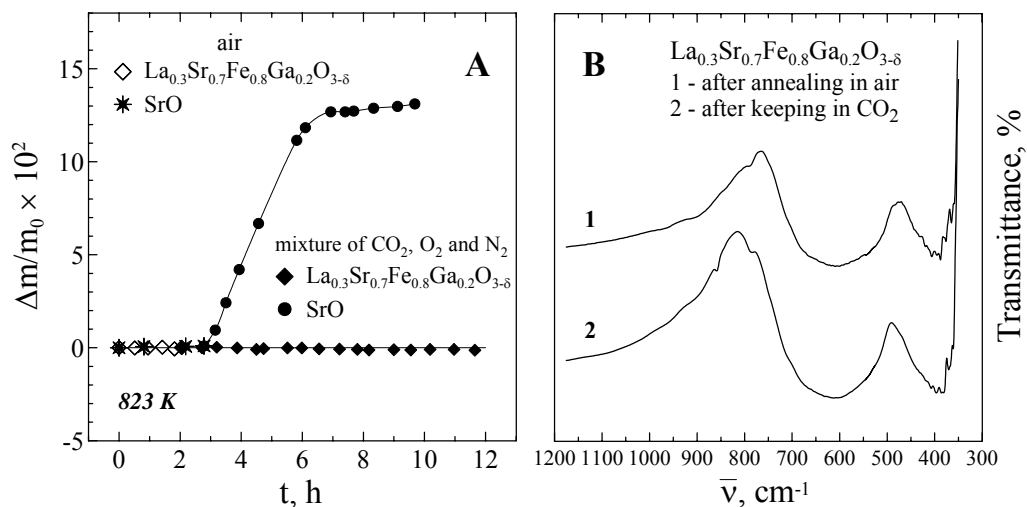 A
air
La0.3Sr0.7Fe0.8Ga0.2O3-δ
SrO
mixture of CO2, O2 and N2
La0.3Sr0.7Fe0.8Ga0.2O3-δ
SrO
823 K
Δm/m0 × 10²
15
10
5
0
-5
0 2 4 6 8 10 12
t, h
B
La0.3Sr0.7Fe0.8Ga0.2O3-δ
1 - after annealing in air
2 - after keeping in CO2
1
2
Transmittance, %
1200 1100 1000 900 800 700 600 500 400 300
ν̅, cm-1